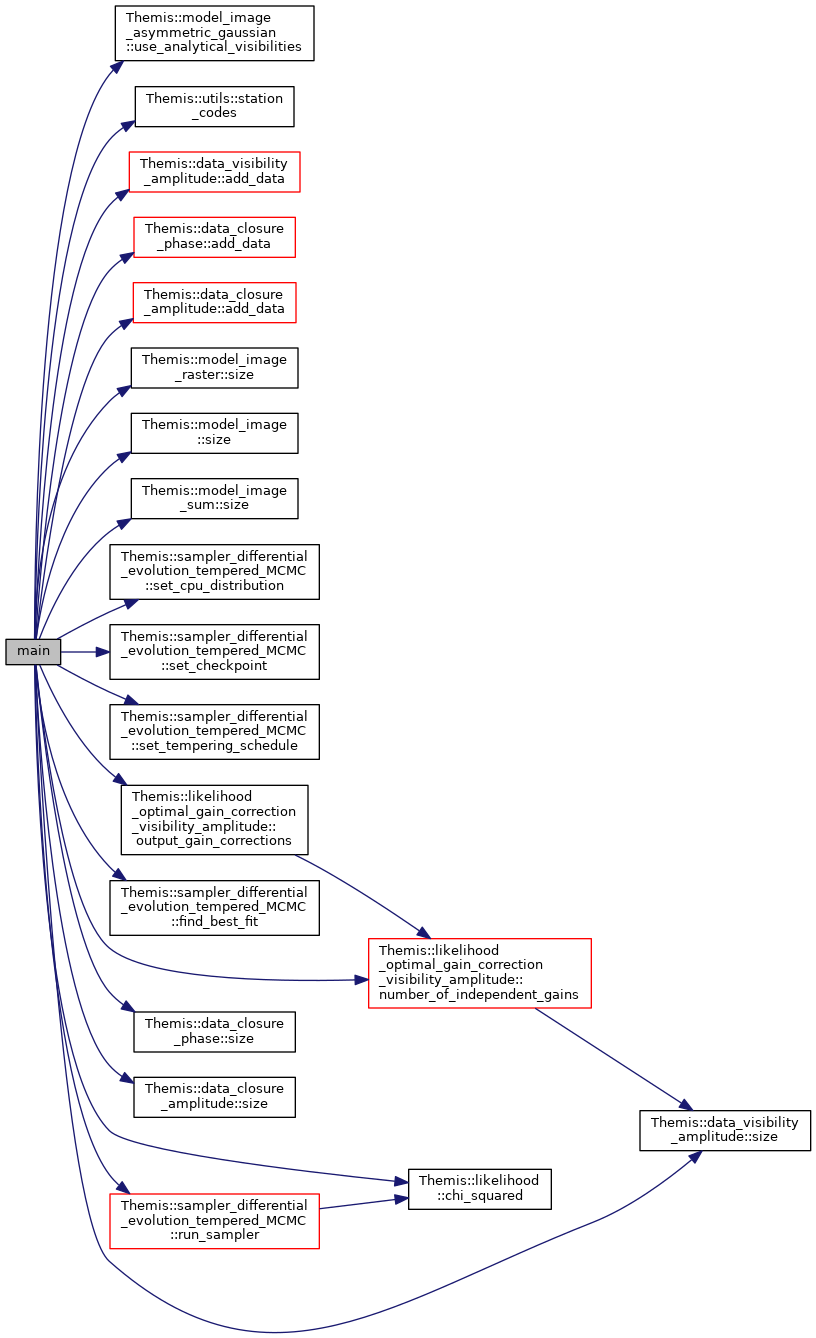 Themis::model_image
_asymmetric_gaussian
::use_analytical_visibilities
Themis::utils::station
_codes
Themis::data_visibility
_amplitude::add_data
Themis::data_closure
_phase::add_data
Themis::data_closure
_amplitude::add_data
Themis::model_image
_raster::size
Themis::model_image
::size
Themis::model_image
_sum::size
Themis::sampler_differential
_evolution_tempered_MCMC
::set_cpu_distribution
main
Themis::sampler_differential
_evolution_tempered_MCMC
::set_checkpoint
Themis::sampler_differential
_evolution_tempered_MCMC
::set_tempering_schedule
Themis::likelihood
_optimal_gain_correction
_visibility_amplitude::
output_gain_corrections
Themis::sampler_differential
_evolution_tempered_MCMC
::find_best_fit
Themis::likelihood
_optimal_gain_correction
_visibility_amplitude::
number_of_independent_gains
Themis::data_closure
_phase::size
Themis::data_closure
_amplitude::size
Themis::data_visibility
_amplitude::size
Themis::likelihood
::chi_squared
Themis::sampler_differential
_evolution_tempered_MCMC
::run_sampler